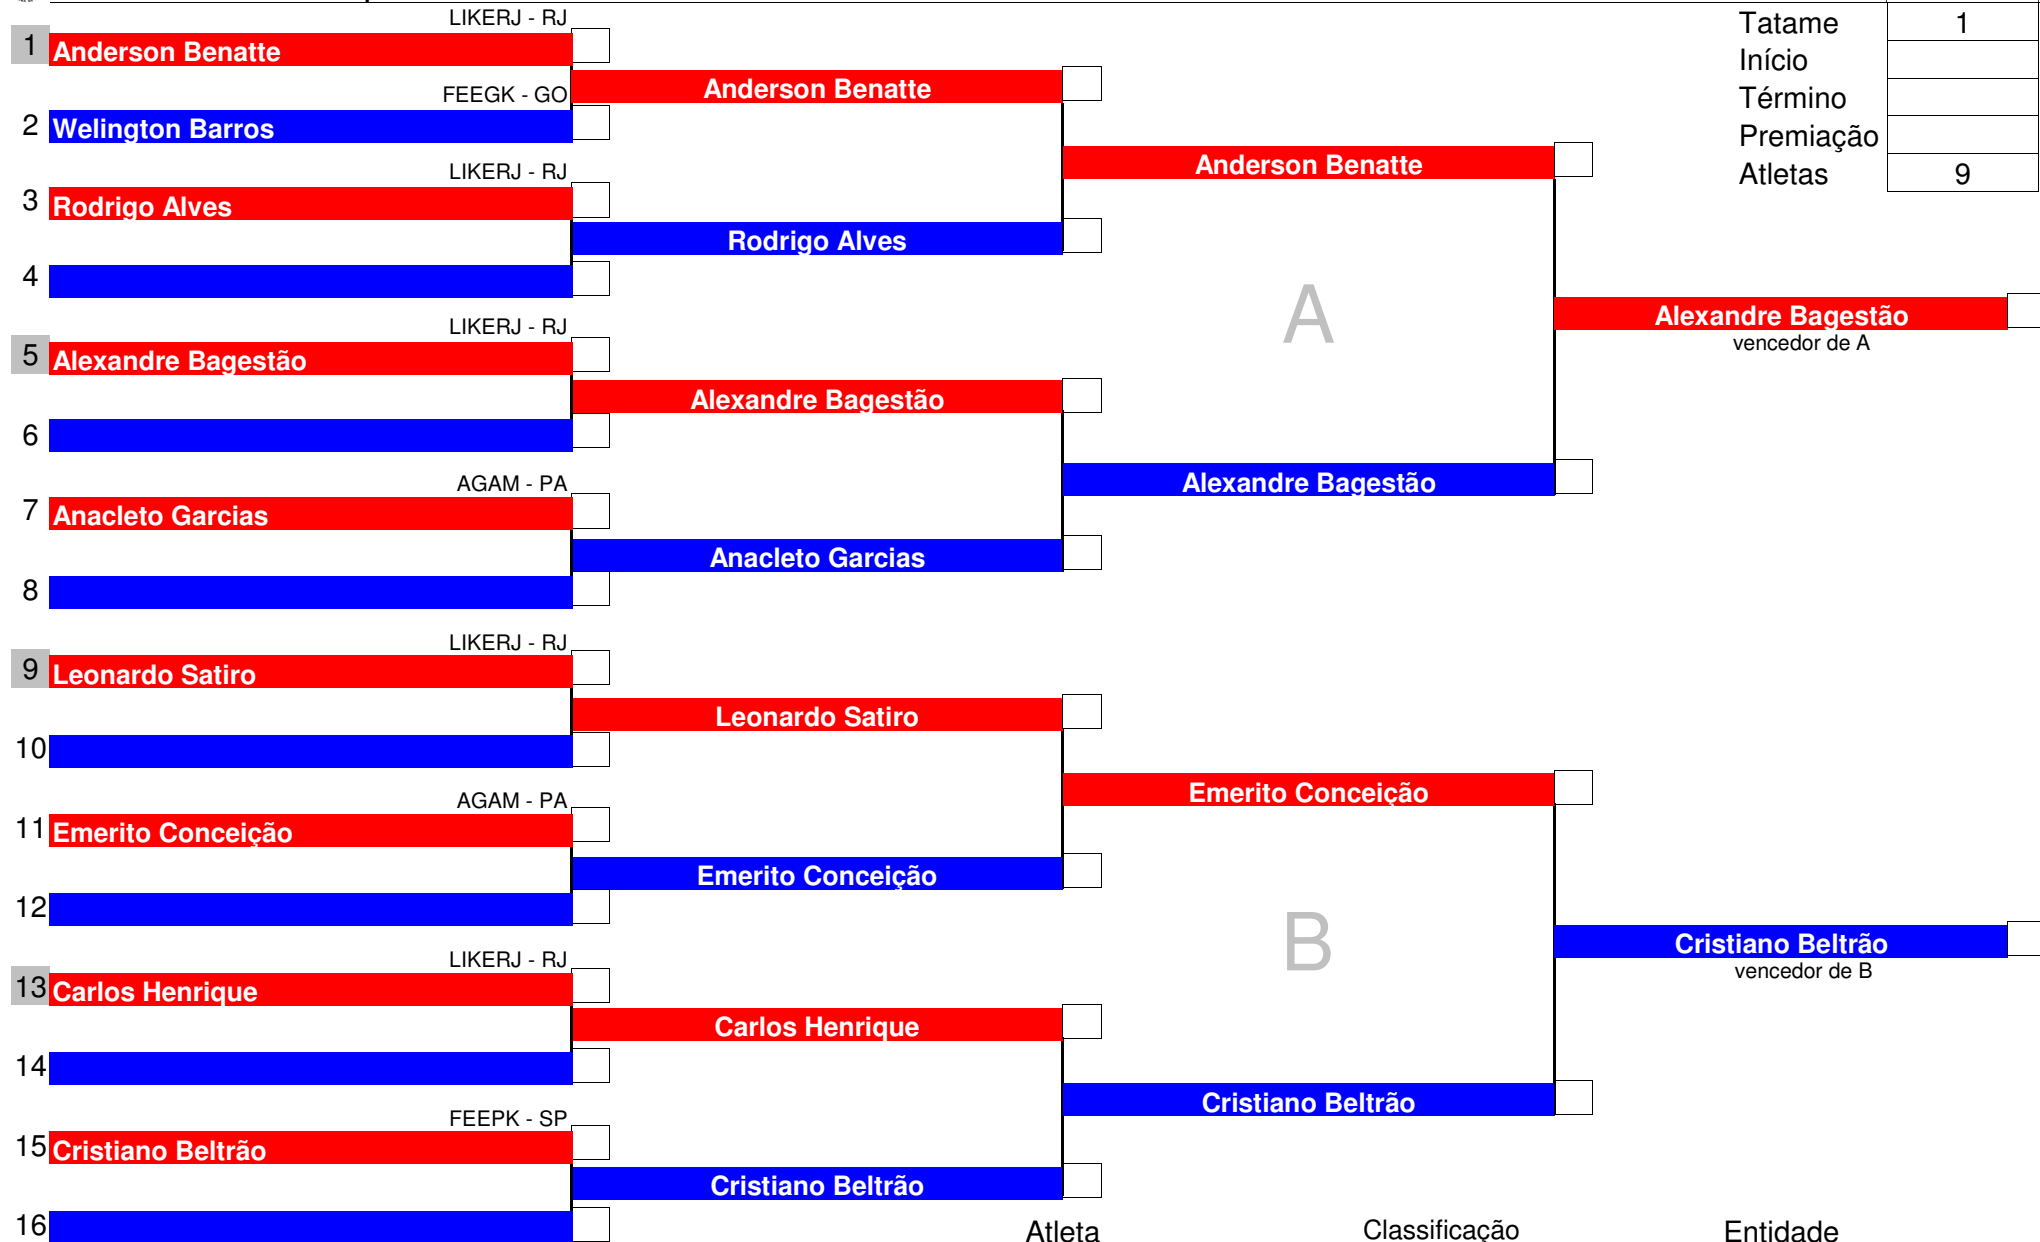 LIKERJ - RJ
Tatame 1
1 Anderson Benatte
Início
FEEGK - GO
Anderson Benatte
Término
2 Welington Barros
Premiação
LIKERJ - RJ
Anderson Benatte
Atletas 9
3 Rodrigo Alves
Rodrigo Alves
4
A
LIKERJ - RJ
Alexandre Bagestão
vencedor de A
5 Alexandre Bagestão
Alexandre Bagestão
6
AGAM - PA
Alexandre Bagestão
7 Anacleto Garcias
Anacleto Garcias
8
LIKERJ - RJ
9 Leonardo Satiro
Leonardo Satiro
10
Emerito Conceição
AGAM - PA
11 Emerito Conceição
Emerito Conceição
12
B
Cristiano Beltrão
vencedor de B
LIKERJ - RJ
13 Carlos Henrique
Carlos Henrique
14
Cristiano Beltrão
FEEPK - SP
15 Cristiano Beltrão
Cristiano Beltrão
16
Atleta Classificação Entidade